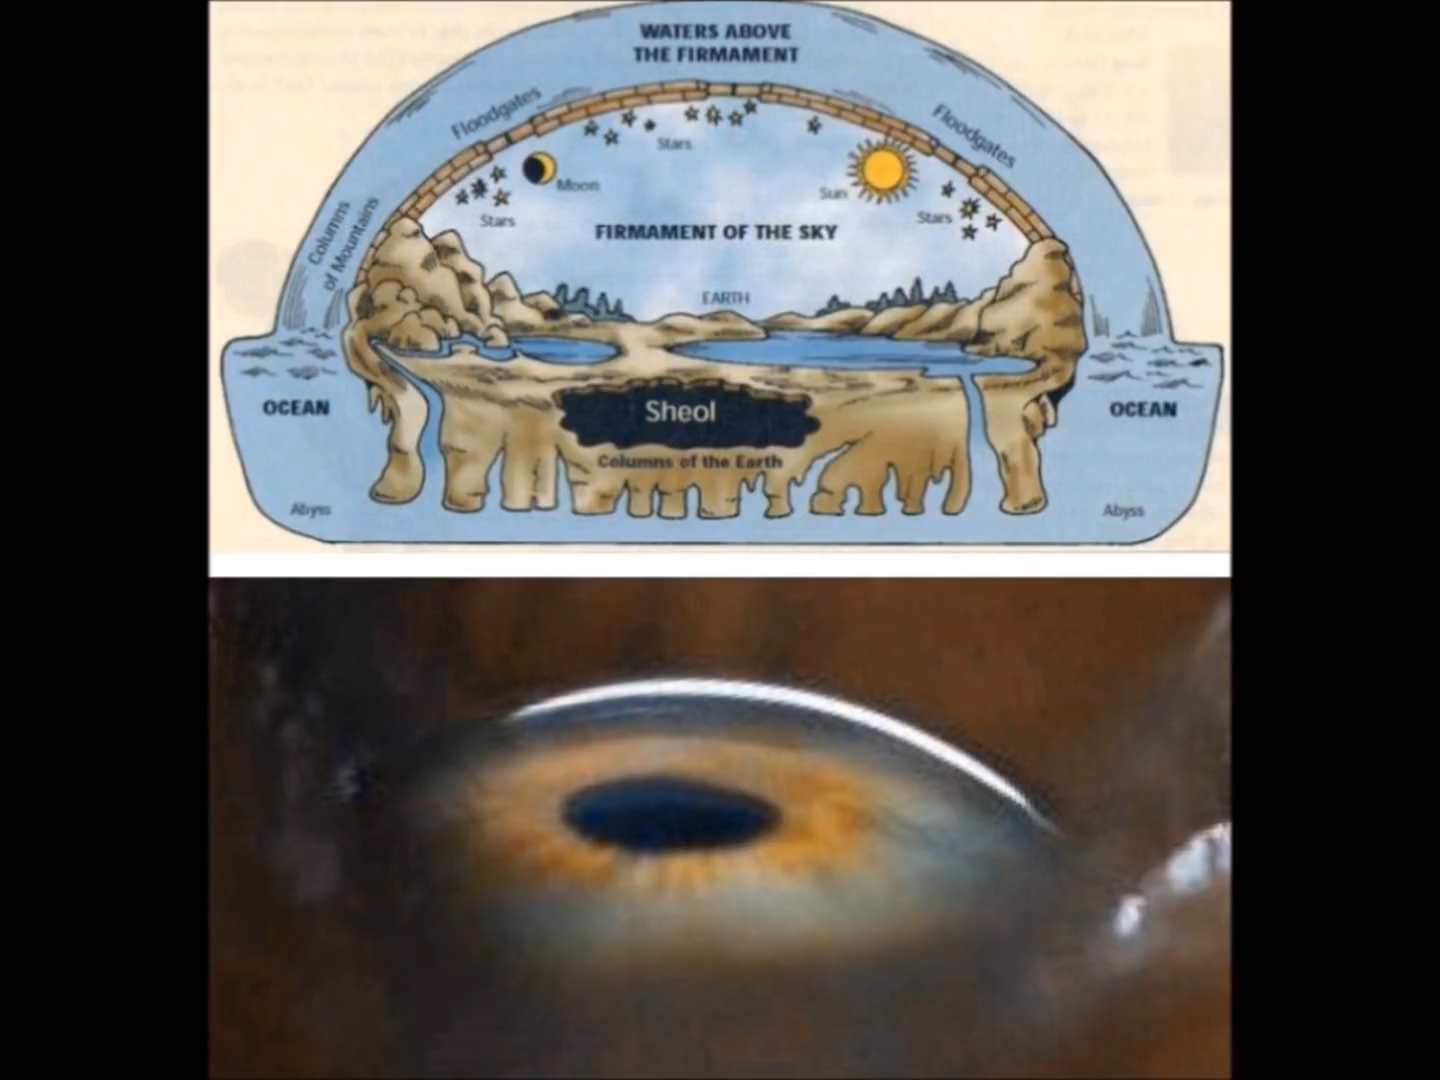 WATERS ABOVE
THE FIRMAMENT
Floodgates
Floodgates
Stars
Moon
Sun
Stars
Stars
Columns
of Mountains
FIRMAMENT OF THE SKY
EARTH
OCEAN
Sheol
OCEAN
Columns of the Earth
Abyss
Abyss